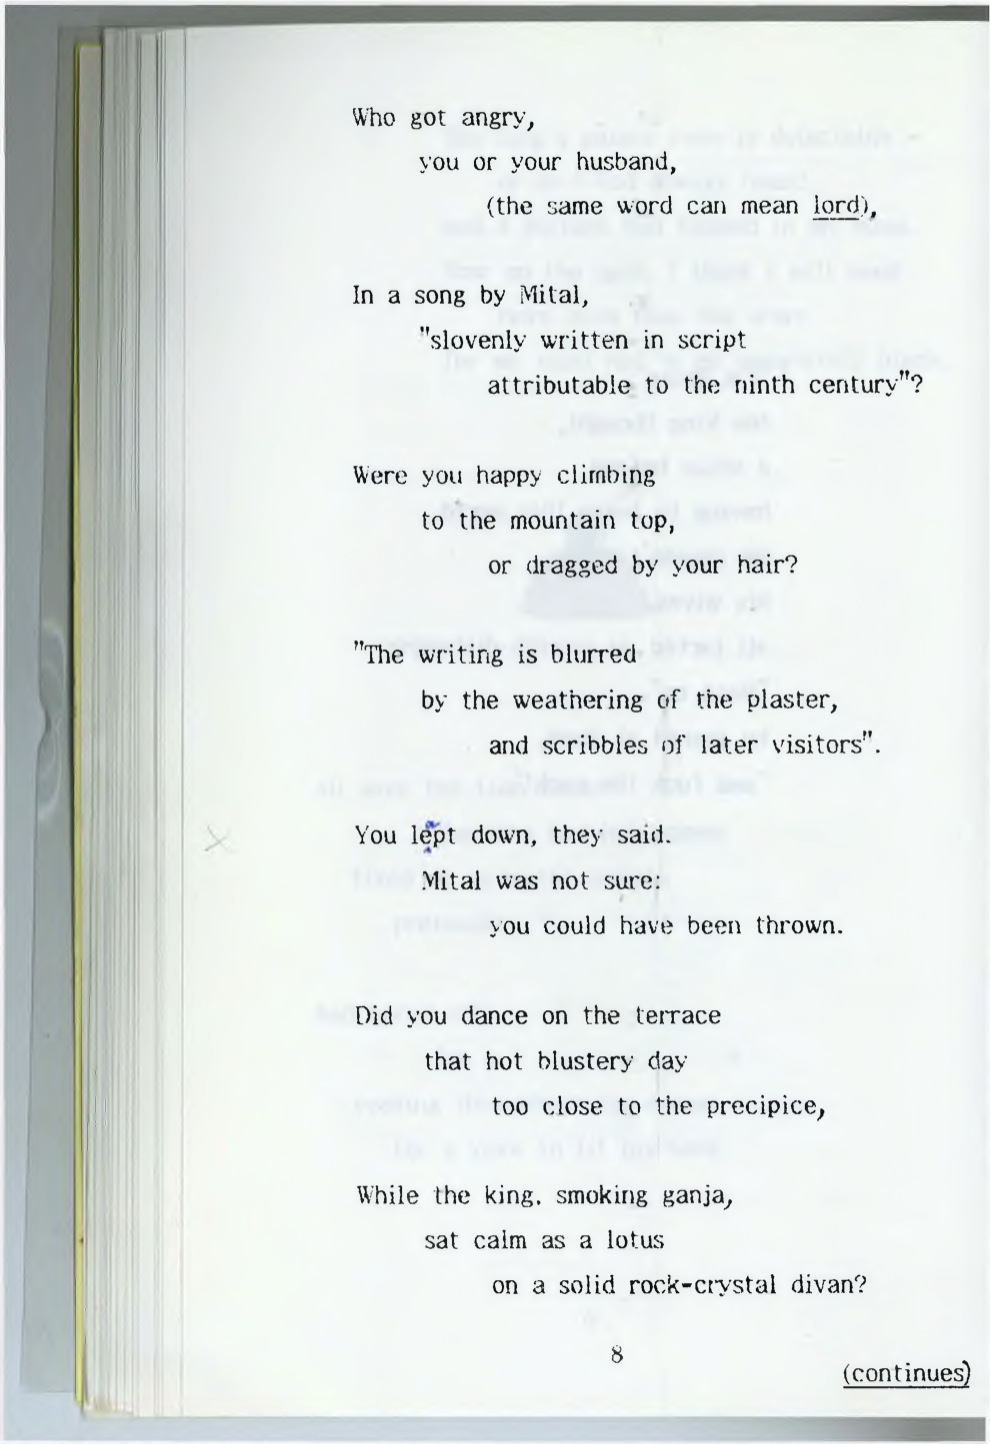 Who got angry,
you or your husband,
(the same word can mean lord),
In a song by Mital,
"slovenly written in script
attributable to the ninth century"?
Were you happy climbing
to the mountain top,
or dragged by your hair?
"The writing is blurred
by the weathering of the plaster,
and scribbles of later visitors".
You lept down, they said.
Mital was not sure:
you could have been thrown.
Did you dance on the terrace
that hot blustery day
too close to the precipice,
While the king, smoking ganja,
sat calm as a lotus
on a solid rock-crystal divan?
8
(continues)